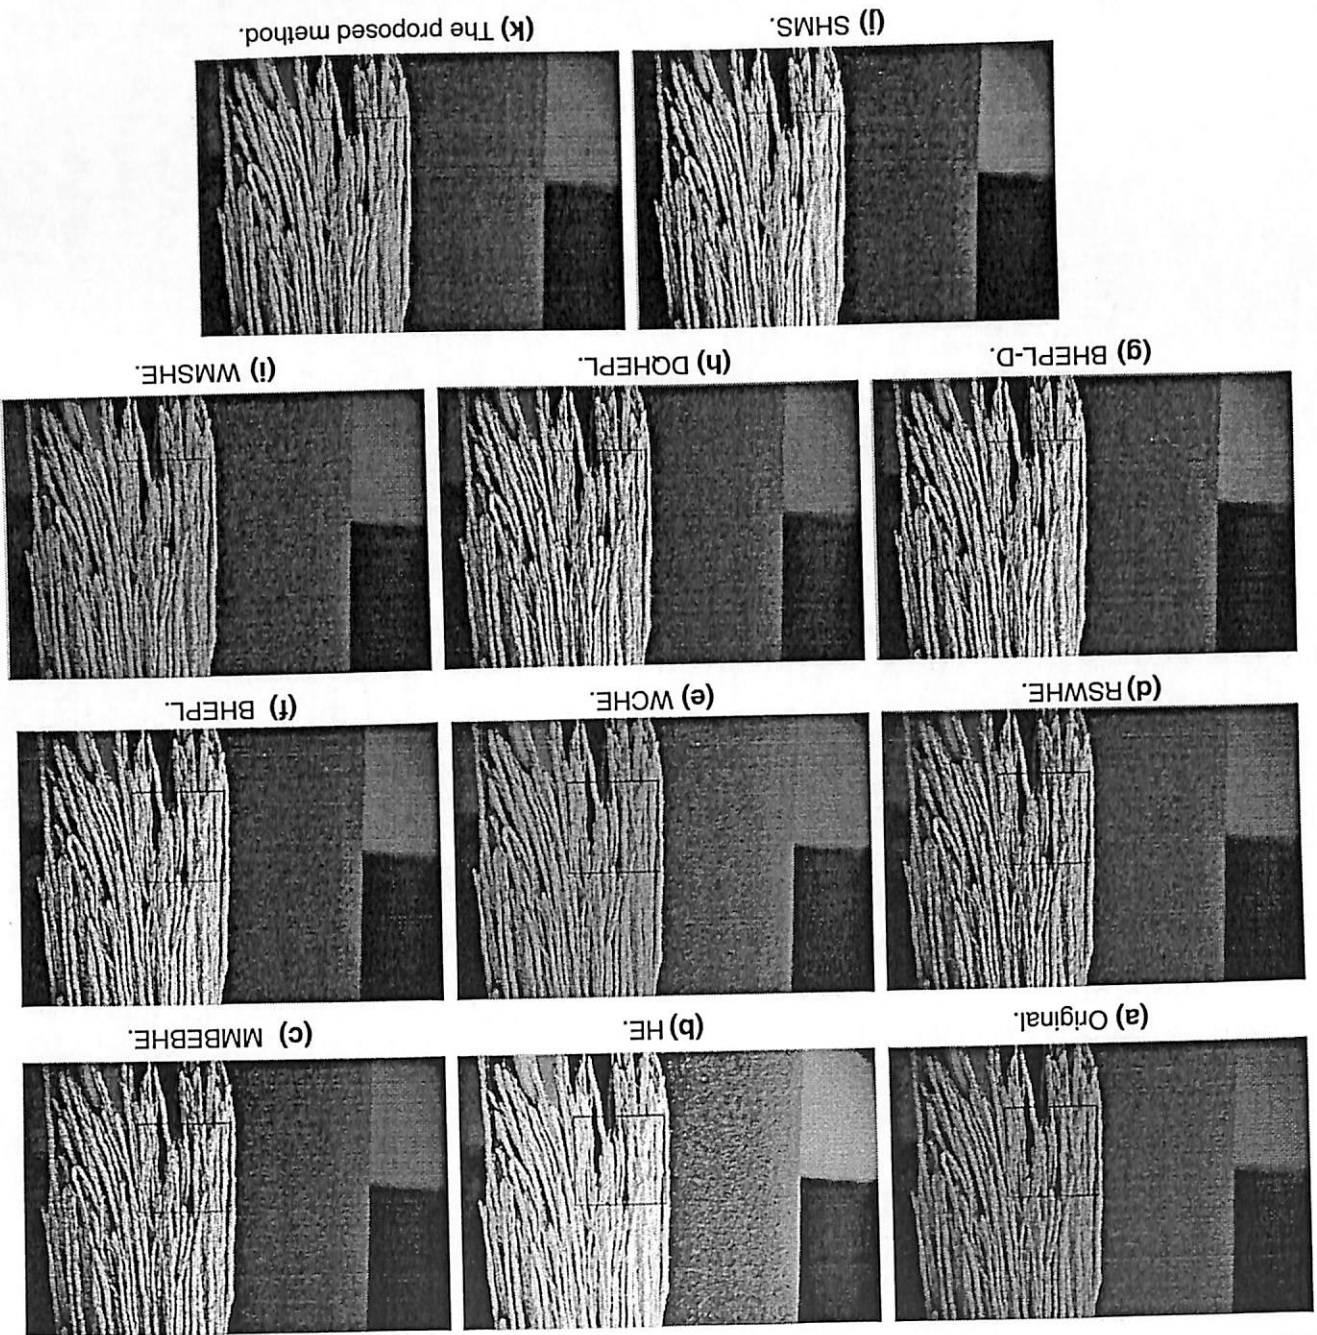 (a) Original.
(b) HE.
(c) MMBEBHE.
(d) RSWHE.
(e) WCHE.
(f) BHEPL.
(g) BHEPL-D.
(h) DQHEPL.
(i) WMSHE.
(j) SHMS.
(k) The proposed method.